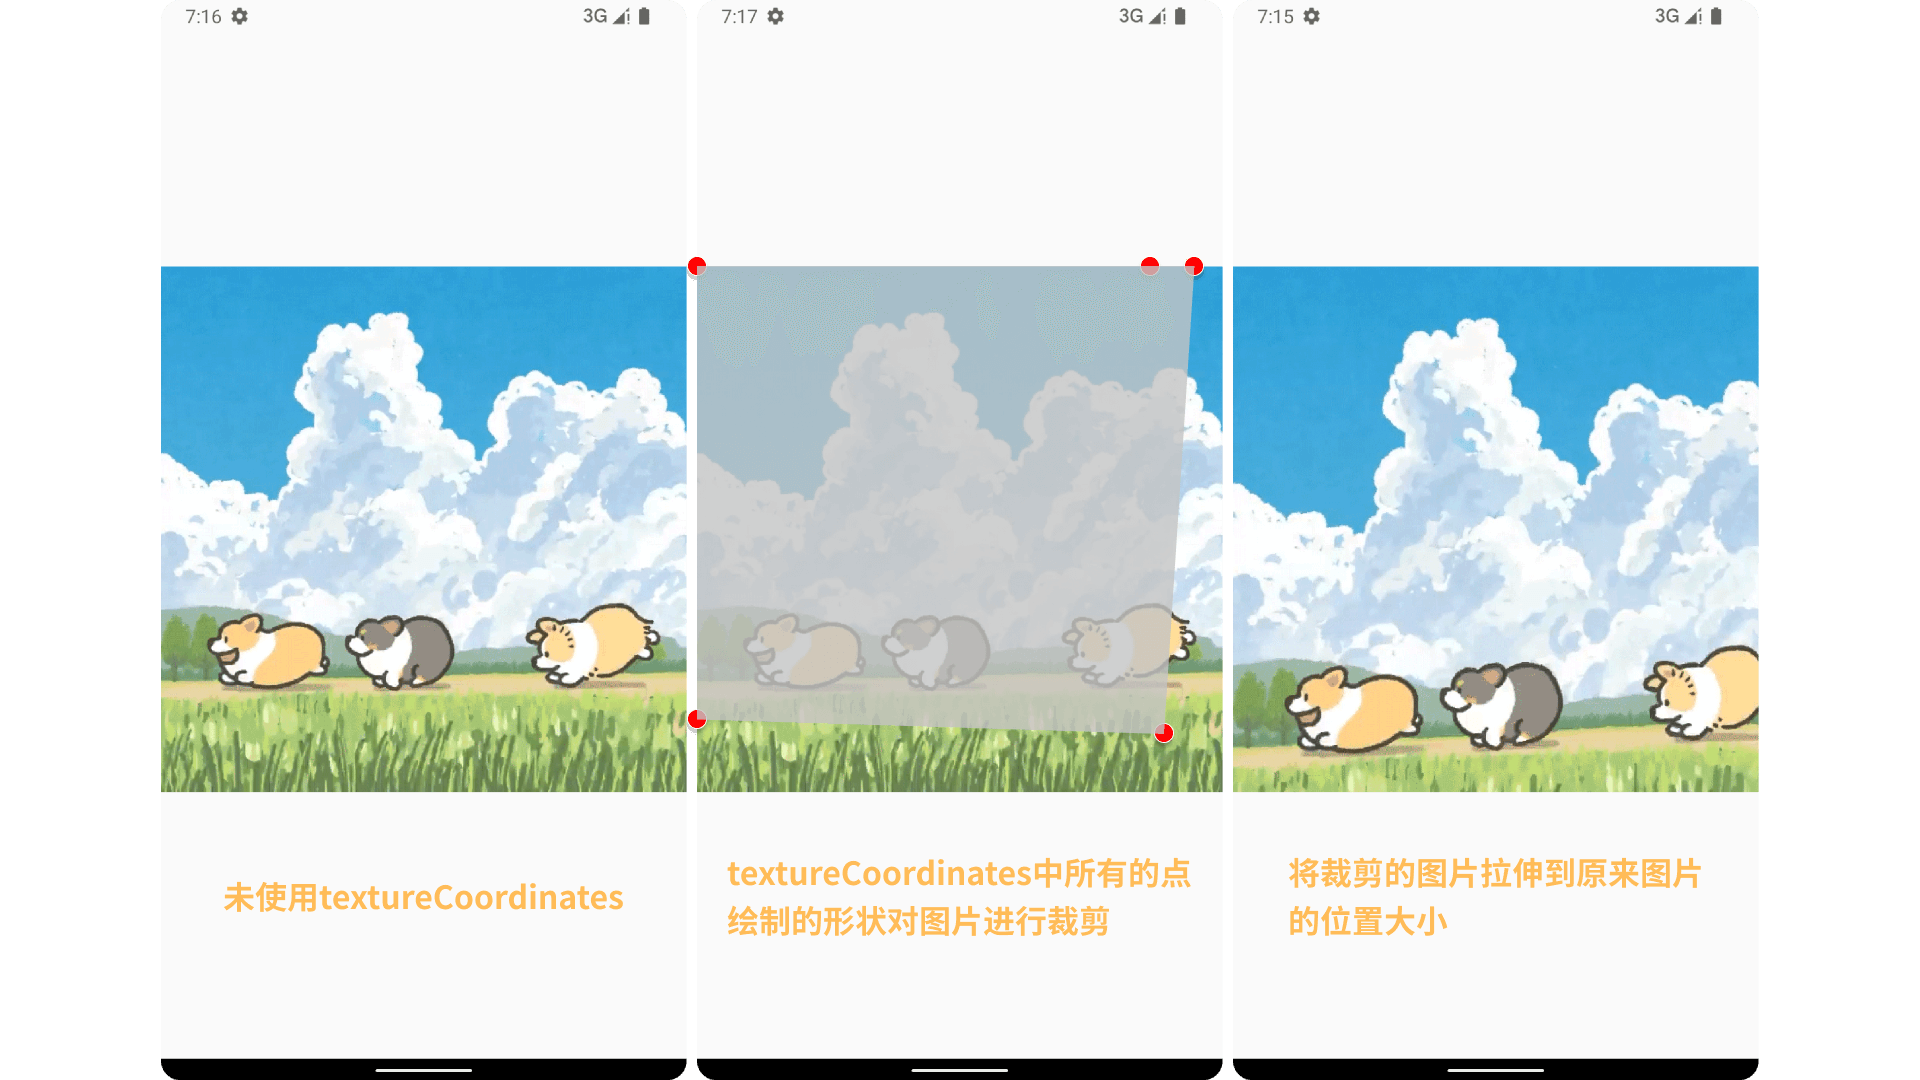 7:16
3G
7:17
3G
7:15
3G
未使用textureCoordinates
textureCoordinates中所有的点
绘制的形状对图片进行裁剪
将裁剪的图片拉伸到原来图片
的位置大小